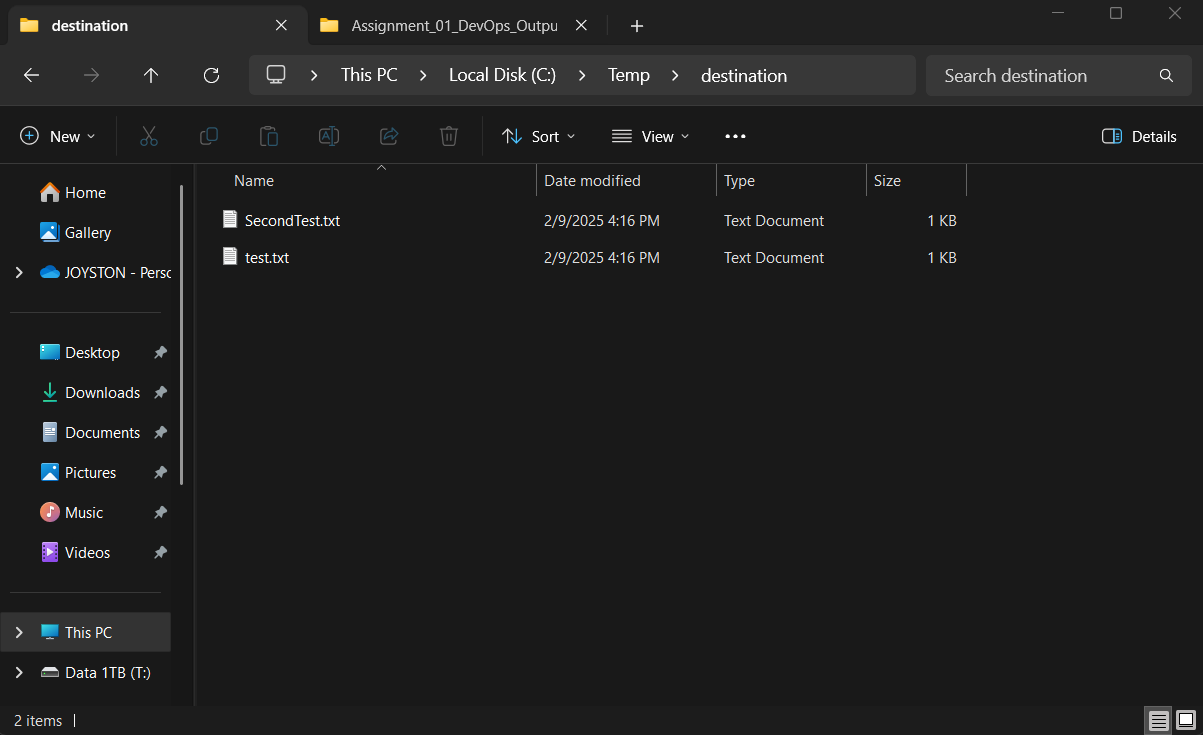 destination
Assignment_01_DevOps_Outpu
This PC > Local Disk (C:) > Temp > destination
Search destination
New
Sort
View
Details
Name Date modified Type Size
SecondTest.txt 2/9/2025 4:16 PM Text Document 1 KB
test.txt 2/9/2025 4:16 PM Text Document 1 KB
Home
Gallery
JOYSTON - Persc
Desktop
Downloads
Documents
Pictures
Music
Videos
This PC
Data 1TB (T:)
2 items